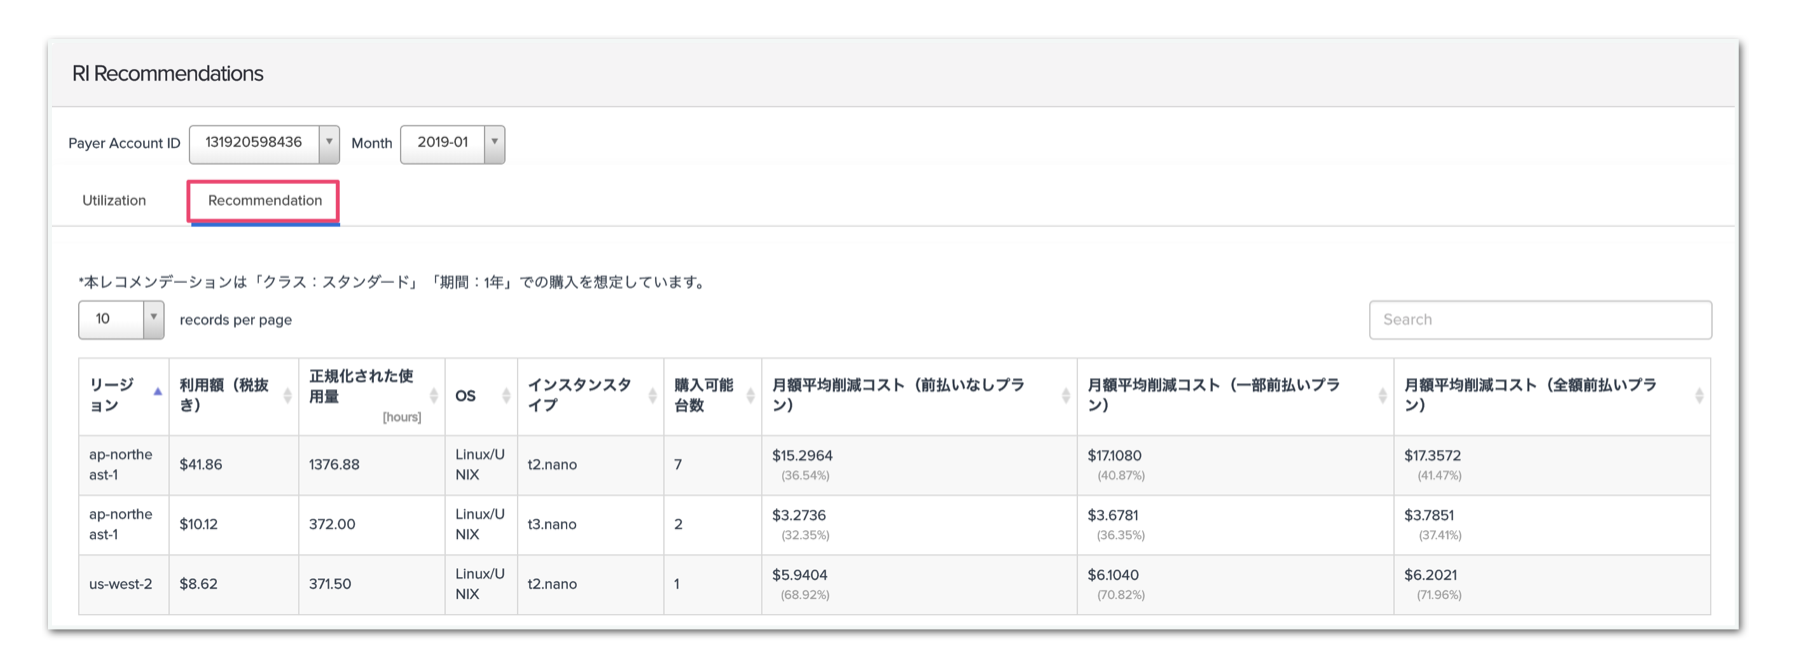 RI Recommendations
Payer Account ID 131920598436 Month 2019-01
Utilization Recommendation
*本レコメンデーションは「クラス：スタンダード」「期間：1年」での購入を想定しています。
10 records per page Search
リージョン 利用額（税抜き） 正規化された使用量 [hours] OS インスタンスタイプ 購入可能台数 月額平均削減コスト（前払いなしプラン） 月額平均削減コスト（一部前払いプラン） 月額平均削減コスト（全額前払いプラン）
ap-northeast-1 $41.86 1376.88 Linux/UNIX t2.nano 7 $15.2964 (36.54%) $17.1080 (40.87%) $17.3572 (41.47%)
ap-northeast-1 $10.12 372.00 Linux/UNIX t3.nano 2 $3.2736 (32.35%) $3.6781 (36.35%) $3.7851 (37.41%)
us-west-2 $8.62 371.50 Linux/UNIX t2.nano 1 $5.9404 (68.92%) $6.1040 (70.82%) $6.2021 (71.96%)